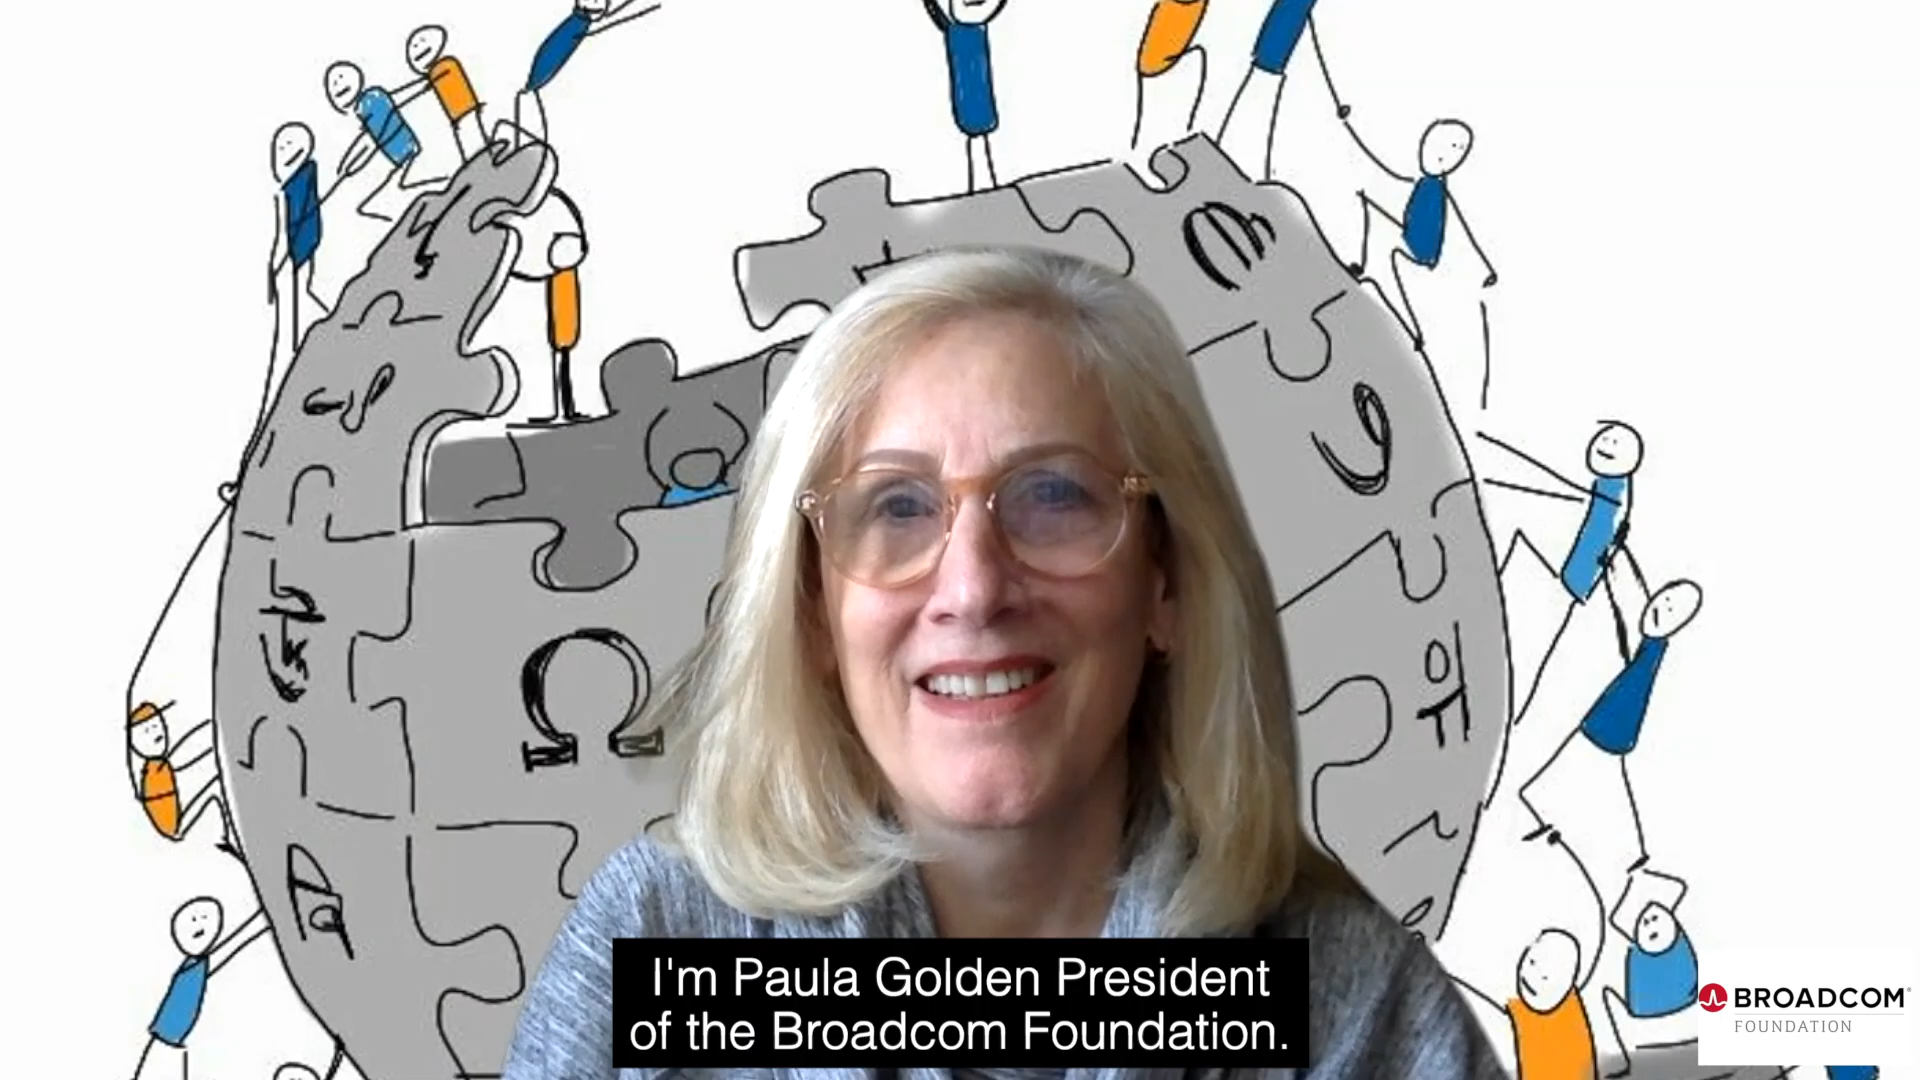 Ω
I'm Paula Golden President
of the Broadcom Foundation.
BROADCOM
FOUNDATION